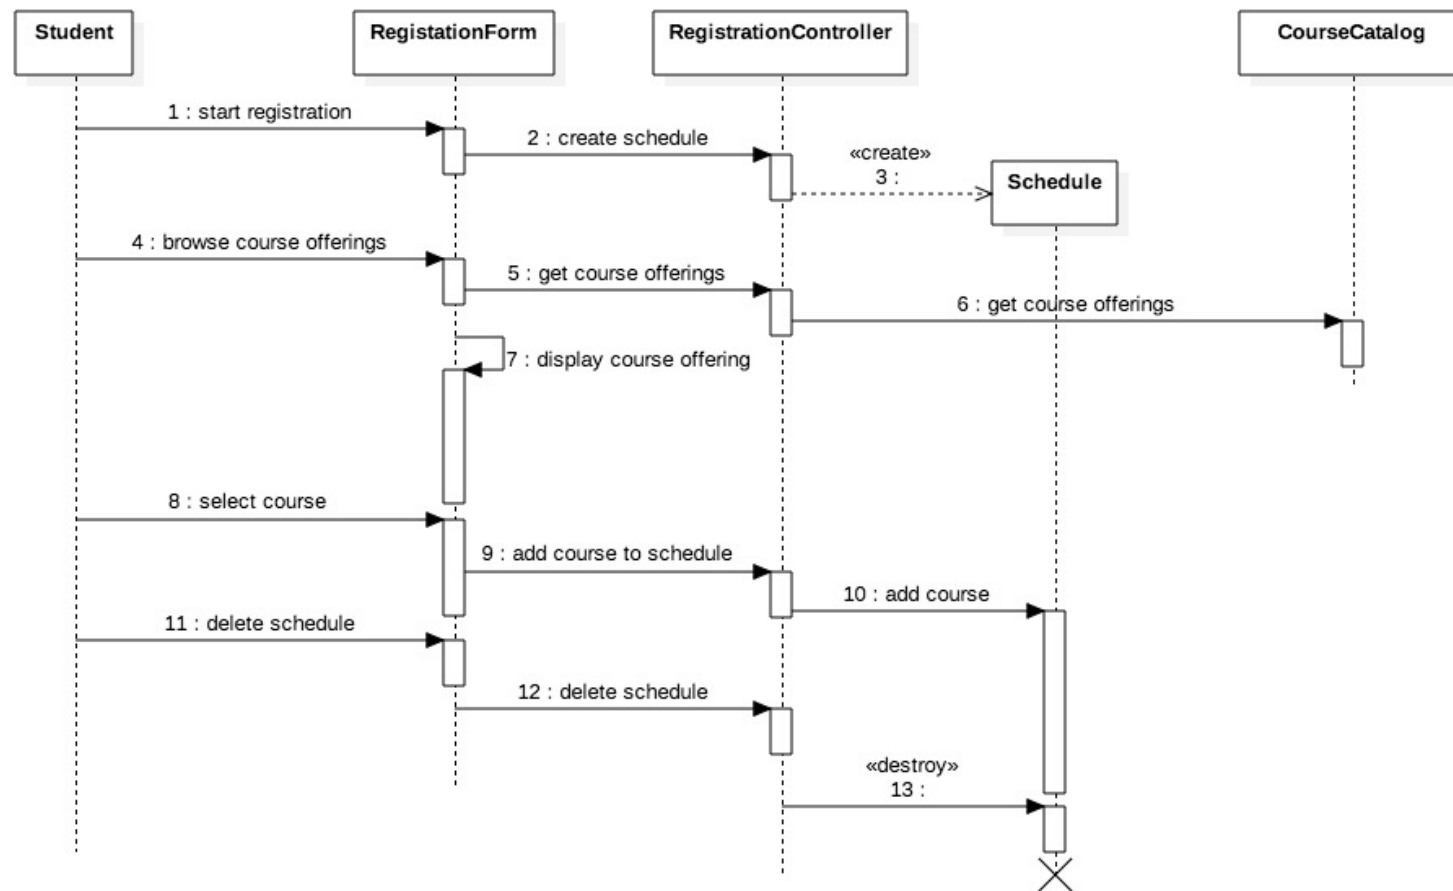 Student
RegistationForm
RegistrationController
CourseCatalog
1 : start registration
2 : create schedule
«create»
3 :
Schedule
4 : browse course offerings
5 : get course offerings
6 : get course offerings
7 : display course offering
8 : select course
9 : add course to schedule
10 : add course
11 : delete schedule
12 : delete schedule
«destroy»
13 :